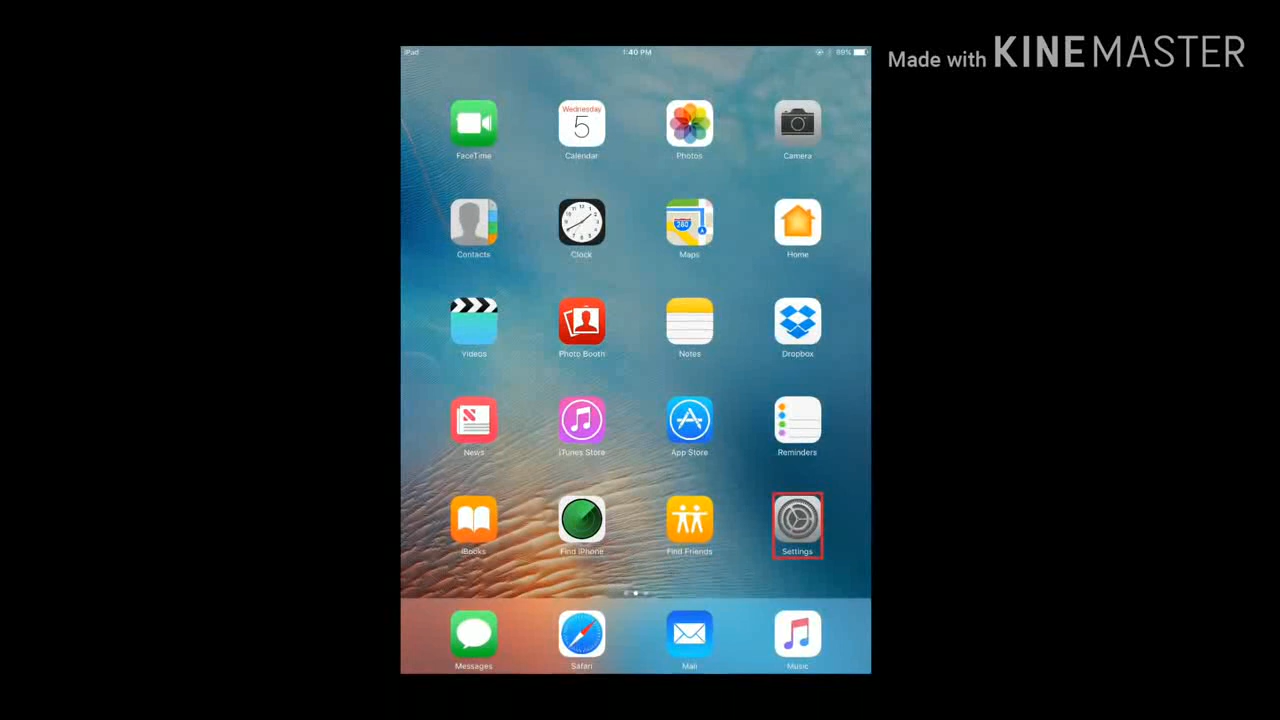 iPad 1:40 PM 89%
Made with KINEMASTER
Wednesday
5
FaceTime Calendar Photos Camera
280
Contacts Clock Maps Home
Videos Photo Booth Notes Dropbox
News iTunes Store App Store Reminders
iBooks Find iPhone Find Friends Settings
Messages Safari Mail Music